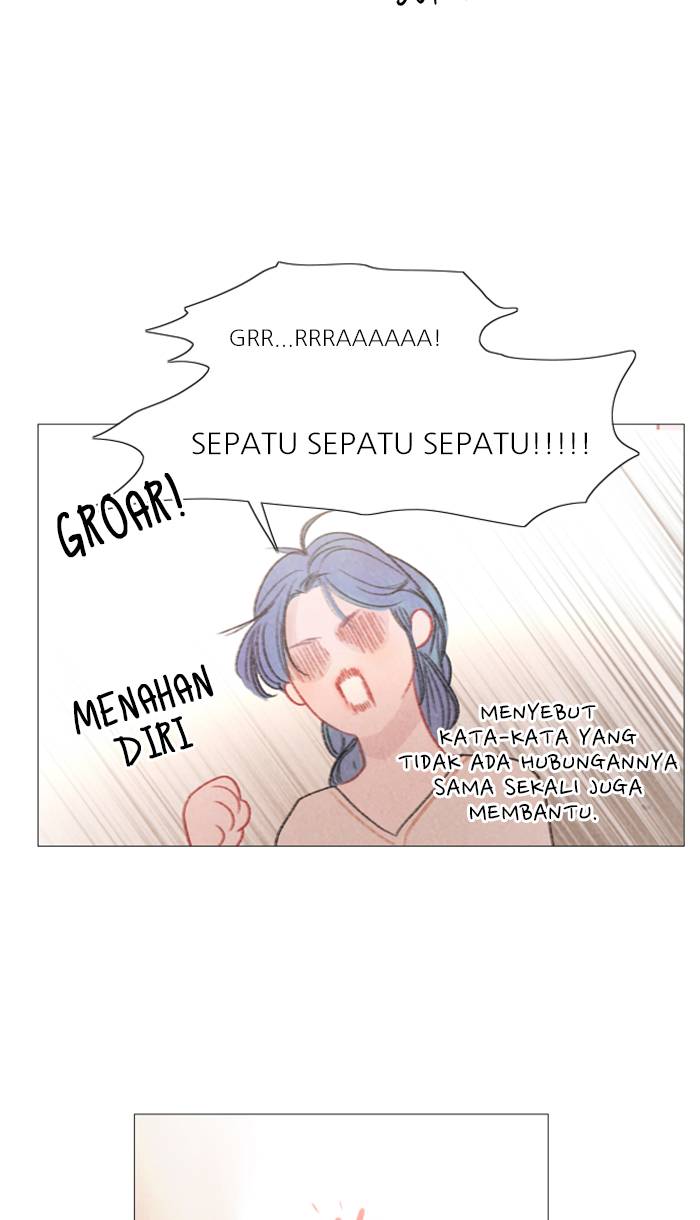 GRR...RRRAAAAAA!
SEPATU SEPATU SEPATU!!!!!
GROAR!
MENAHAN
DIRI
MENYEBUT
KATA-KATA YANG
TIDAK ADA HUBUNGANNYA
SAMA SEKALI JUGA
MEMBANTU.